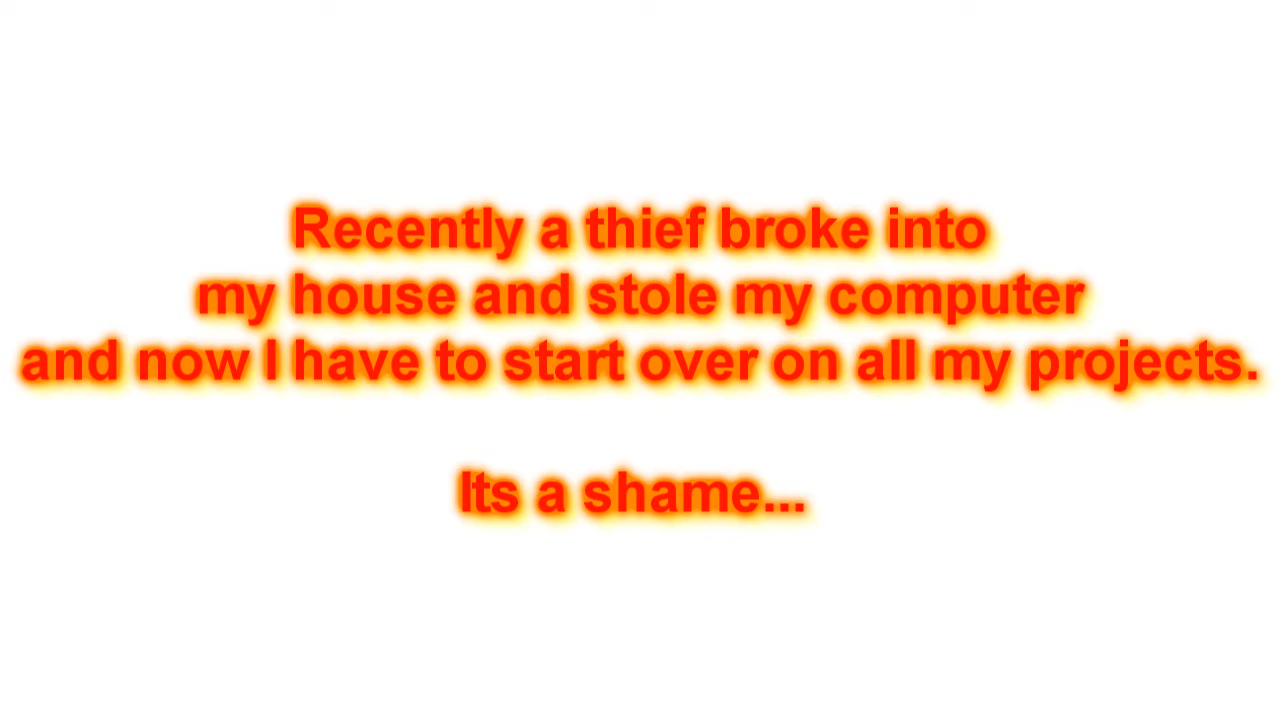 Recently a thief broke into
my house and stole my computer
and now I have to start over on all my projects.
Its a shame...